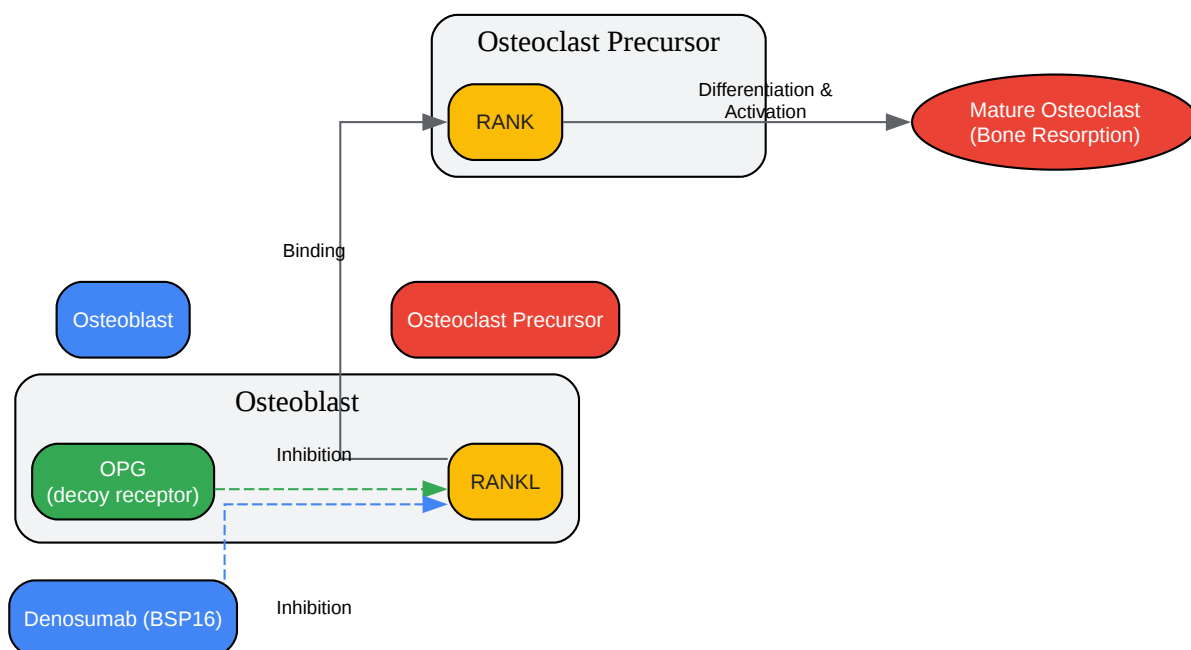 Osteoclast Precursor
RANK
Differentiation &
Activation
Mature Osteoclast
(Bone Resorption)
Binding
Osteoblast
Osteoclast Precursor
Osteoblast
OPG
(decoy receptor)
Inhibition
RANKL
Denosumab (BSP16)
Inhibition